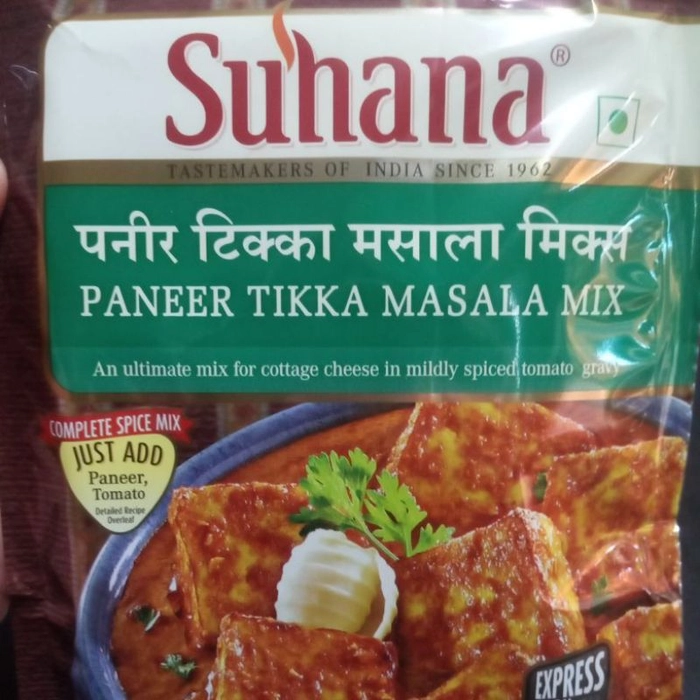 Suhana®
TASTEMAKERS OF INDIA SINCE 1962
पनीर टिक्का मसाला मिक्स
PANEER TIKKA MASALA MIX
An ultimate mix for cottage cheese in mildly spiced tomato gravy
COMPLETE SPICE MIX
JUST ADD
Paneer,
Tomato
Detailed Recipe
Overleaf
EXPRESS